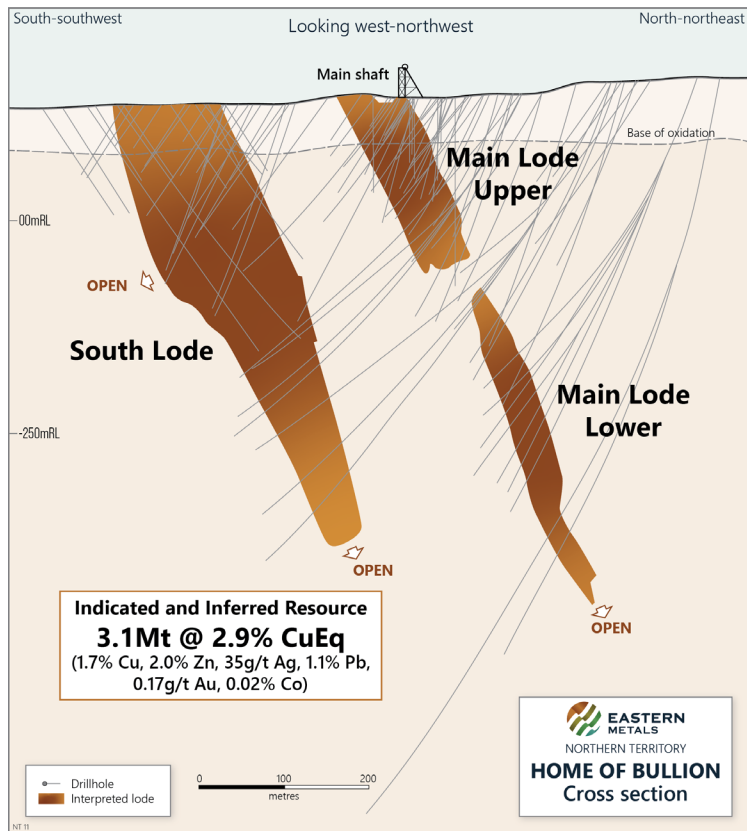 South-southwest
Looking west-northwest
North-northeast
Main shaft
Base of oxidation
Main Lode
Upper
00mRL
OPEN
South Lode
Main Lode
Lower
-250mRL
OPEN
OPEN
Indicated and Inferred Resource
3.1Mt @ 2.9% CuEq
(1.7% Cu, 2.0% Zn, 35g/t Ag, 1.1% Pb,
0.17g/t Au, 0.02% Co)
EASTERN
METALS
NORTHERN TERRITORY
HOME OF BULLION
Cross section
Drillhole
Interpreted lode
0 100 200
metres
NT 11